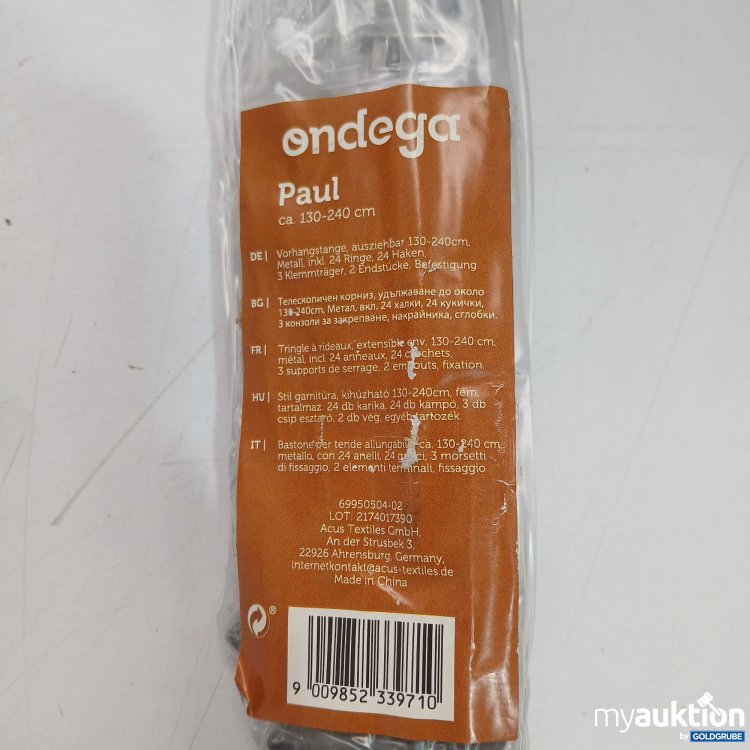 ondega
Paul
ca. 130-240 cm
DE | Vorhangstange, ausziehbar 130-240cm,
Metall, inkl. 24 Ringe, 24 Haken,
3 Klemmträger, 2 Endstücke, Befestigung
BG | Телескопичен корниз, удължаване до около
130-240cm, Метал, вкл. 24 халки, 24 кукички,
3 конзоли за закрепване, накрайника, сглобки.
FR | Tringle à rideaux, extensible env. 130-240 cm,
métal, incl. 24 anneaux, 24 crochets,
3 supports de serrage, 2 embouts, fixation.
HU | Stil garnitúra, kihúzható 130-240cm, fém,
tartalmaz: 24 db karika, 24 db kampó, 3 db
csip esztető, 2 db vég, egyéb tartozék
IT | Bastone per tende allungabile ca. 130-240 cm
metallo, con 24 anelli, 24 ganci, 3 morsetti
di fissaggio, 2 elementi terminali, fissaggio
69950504-02
LOT: 2174017390
Acus Textiles GmbH,
An der Strusbek 3,
22926 Ahrensburg, Germany,
internetkontakt@acus-textiles.de
Made in China
®
9 009852 339710
myauktion
by GOLDGRUBE